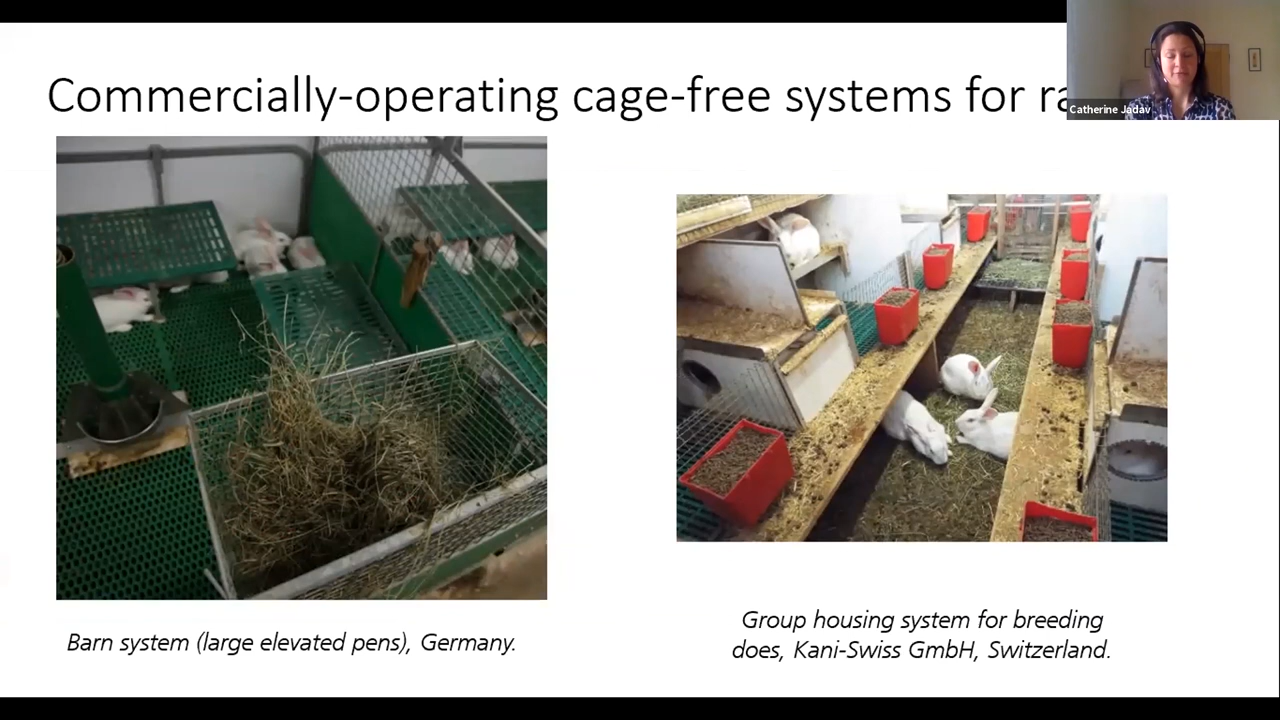 Commercially-operating cage-free systems for ra
Catherine Jadav
Barn system (large elevated pens), Germany.
Group housing system for breeding
does, Kani-Swiss GmbH, Switzerland.